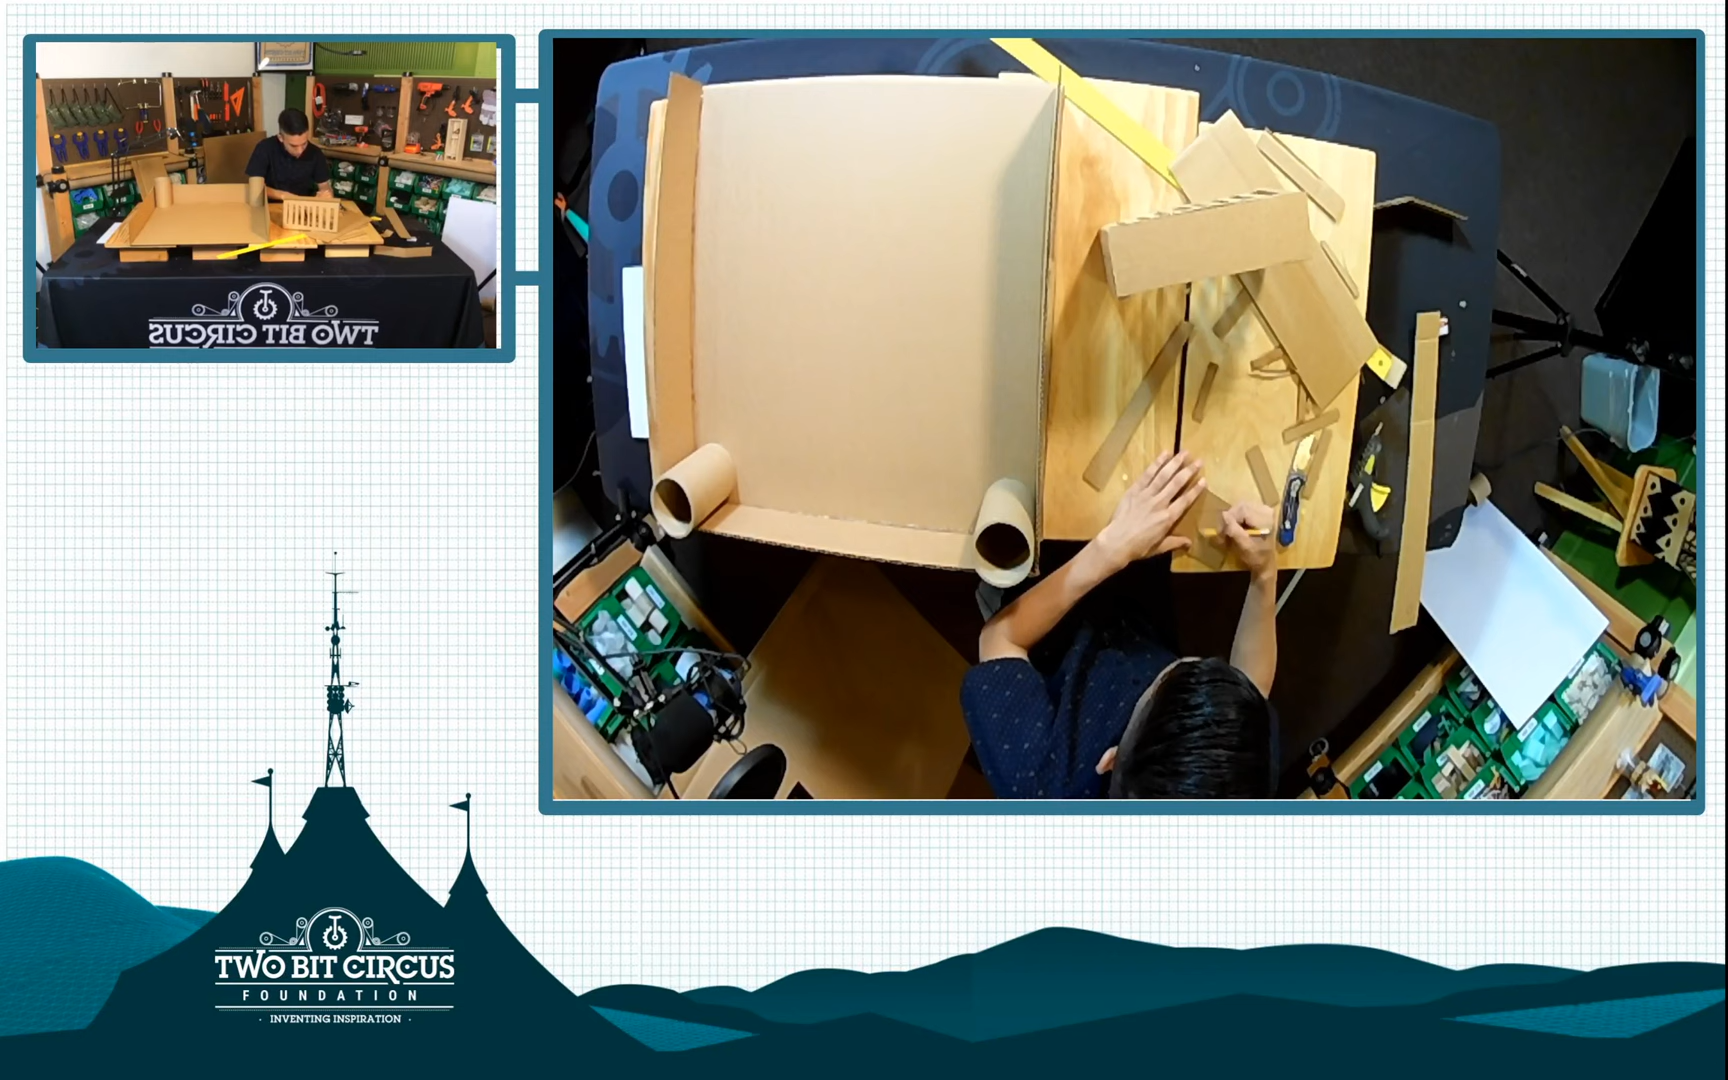 TWO BIT CIRCUS
TWO BIT CIRCUS
FOUNDATION
· INVENTING INSPIRATION ·